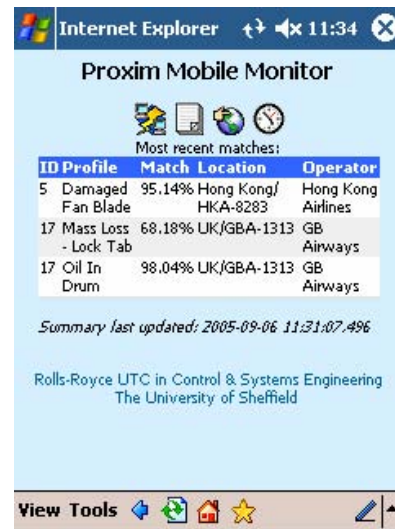 Internet Explorer 11:34
Proxim Mobile Monitor
Most recent matches:
ID Profile Match Location Operator
5 Damaged Fan Blade 95.14% Hong Kong/ HKA-8283 Hong Kong Airlines
17 Mass Loss - Lock Tab 68.18% UK/GBA-1313 GB Airways
17 Oil In Drum 98.04% UK/GBA-1313 GB Airways
Summary last updated: 2005-09-06 11:31:07.496
Rolls-Royce UTC in Control & Systems Engineering
The University of Sheffield
View Tools